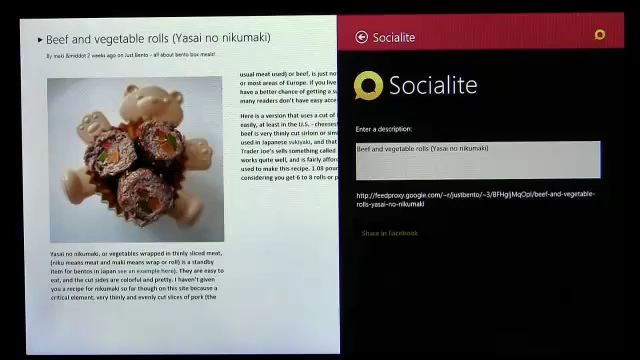 Beef and vegetable rolls (Yasai no nikumaki)
By maki &middot 2 weeks ago on Just Bento - all about bento box meals!
usual meat used) or beef, is just no
or most areas of Europe. If you live
have a better chance of getting a su
many readers don't have easy acce
Here is a version that uses a cut of
easily, at least in the U.S. - cheeses
beef is very thinly cut sirloin or sim
used in Japanese sukiyaki, and that
Trader Joe's sells something called
works quite well, and is fairly affor
used to make this recipe. 1.08 poun
considering you get 6 to 8 rolls or p
Yasai no nikumaki, or vegetables wrapped in thinly sliced meat,
(niku means meat and maki means wrap or roll) is a standby
item for bentos in Japan (see an example here). They are easy to
eat, and the cut sides are colorful and pretty. I haven't given
you a recipe for nikumaki so far though on this site because a
critical element, very thinly and evenly cut slices of pork (the
Socialite
Socialite
Enter a description:
Beef and vegetable rolls (Yasai no nikumaki)
http://feedproxy.google.com/~r/justbento/~3/BFHgIjMqOpI/beef-and-vegetable-
rolls-yasai-no-nikumaki
Share in Facebook